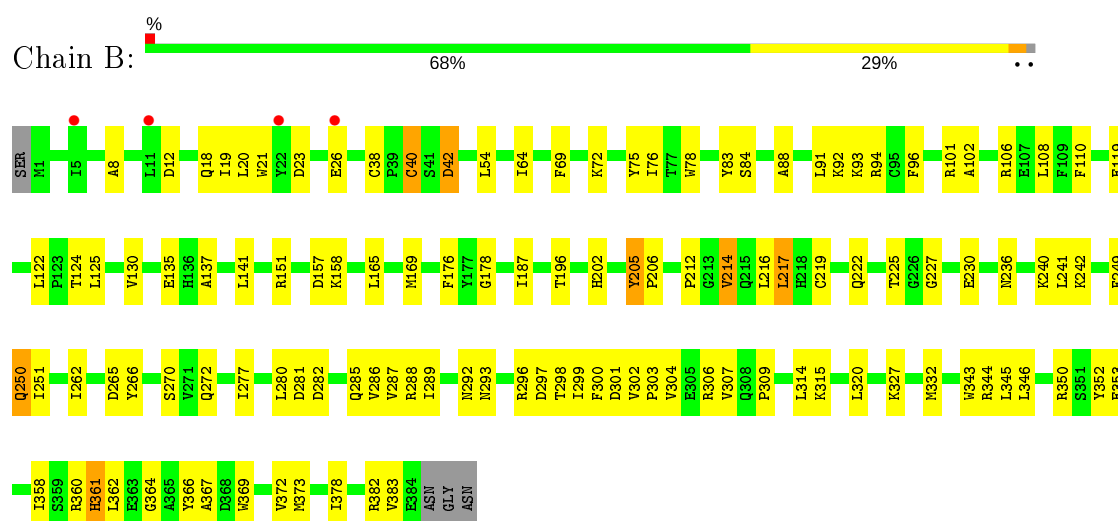 %
Chain B:
68% 29% • •
SER M1 I5 A8 L11 D12 Q18 I19 L20 W21 Y22 D23 E26 C38 P39 C40 S41 D42 L54 I64 F69 K72 Y75 I76 T77 W78 Y83 S84 A88 L91 K92 K93 R94 C95 F96 R101 A102 R106 E107 L108 F109 F110
L122 P123 T124 L125 V130 E135 H136 A137 L141 R151 D157 K158 L165 M169 F176 Y177 G178 I187 T196 H202 Y205 P206 P212 G213 V214 Q215 L216 L217 H218 C219 Q222 T225 G226 G227 E230 N236 K240 L241 K242
Q250 I251 I262 D265 Y266 S270 V271 Q272 I277 L280 D281 D282 Q285 V286 V287 R288 I289 N292 N293 R296 D297 T298 I299 F300 D301 V302 P303 V304 E305 R306 V307 Q308 P309 L314 K315 L320 K327 M332 W343 R344 L345 L346 R350 S351 Y352
I358 S359 R360 H361 L362 E363 G364 A365 Y366 A367 D368 W369 V372 M373 I378 R382 V383 E384 ASN GLY ASN